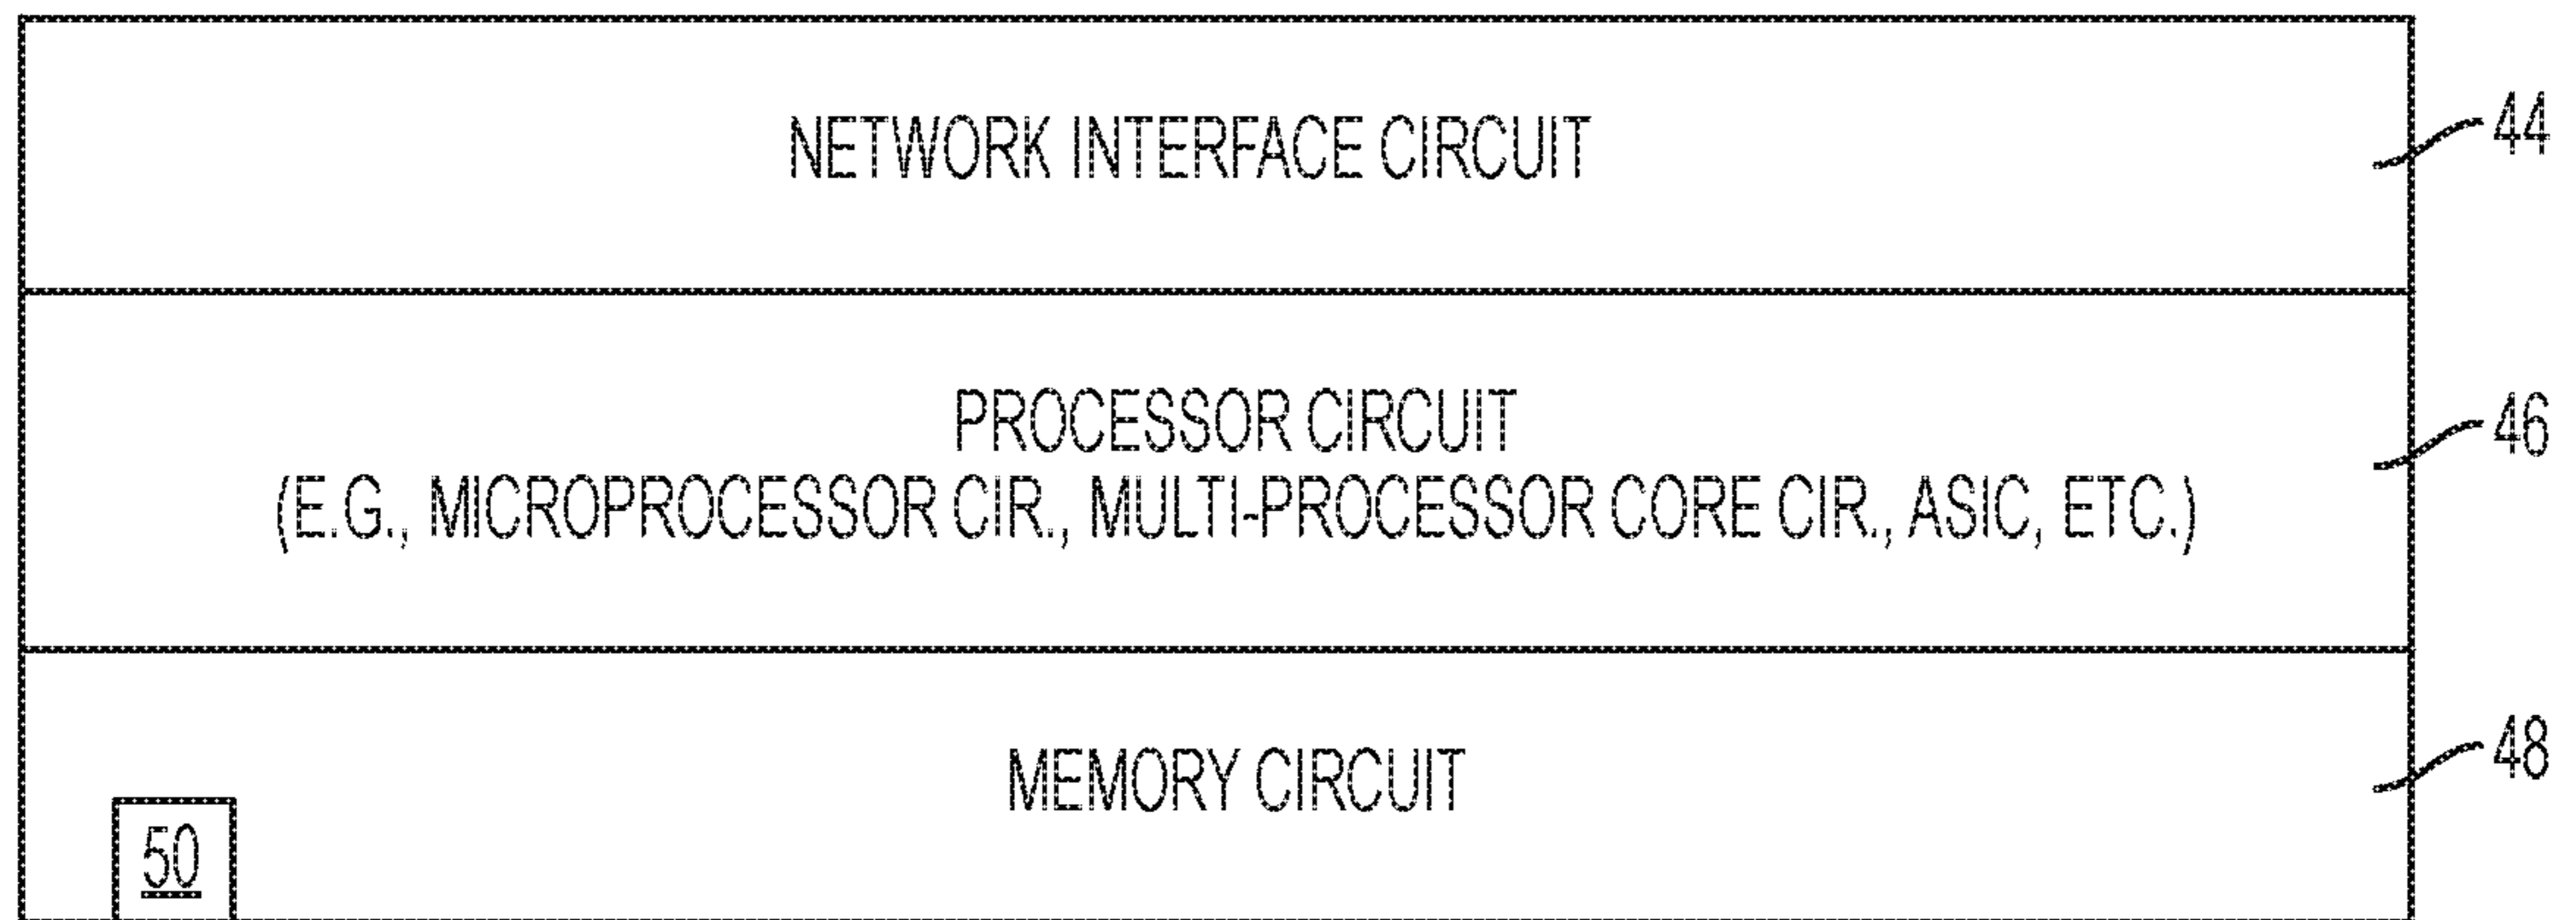 NETWORK INTERFACE CIRCUIT
44
PROCESSOR CIRCUIT
46
(E.G., MICROPROCESSOR CIR., MULTI-PROCESSOR CORE CIR., ASIC, ETC.)
MEMORY CIRCUIT
48
50